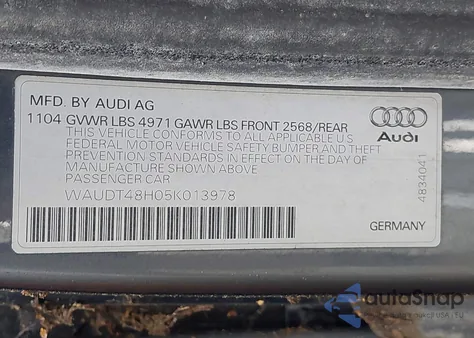 MFD. BY AUDI AG
1104 GVWR LBS 4971 GAWR LBS FRONT 2568/REAR
THIS VEHICLE CONFORMS TO ALL APPLICABLE U.S
FEDERAL MOTOR VEHICLE SAFETY BUMPER AND THEFT
PREVENTION STANDARDS IN EFFECT ON THE DAY OF
MANUFACTURE SHOWN ABOVE
PASSENGER CAR
WAUDT48H05K013978
Audi
4834041
GERMANY
autoSnap